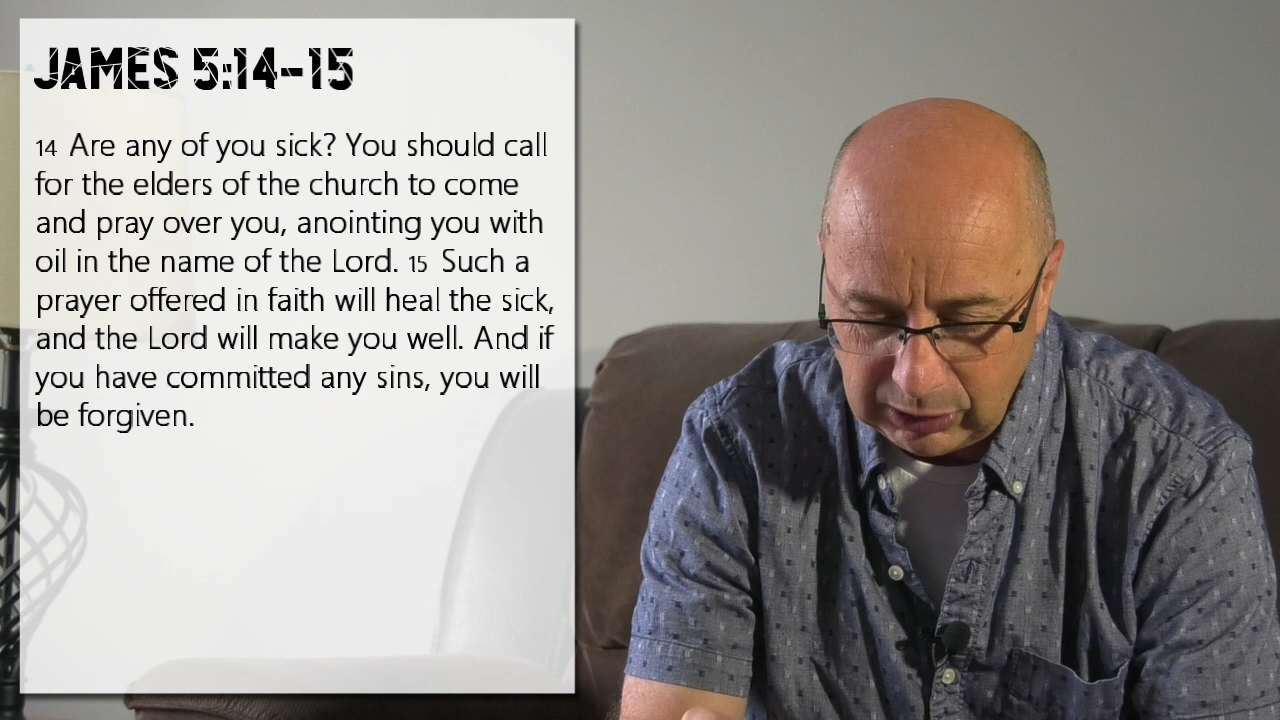 JAMES 5:14-15
14 Are any of you sick? You should call
for the elders of the church to come
and pray over you, anointing you with
oil in the name of the Lord. 15 Such a
prayer offered in faith will heal the sick,
and the Lord will make you well. And if
you have committed any sins, you will
be forgiven.